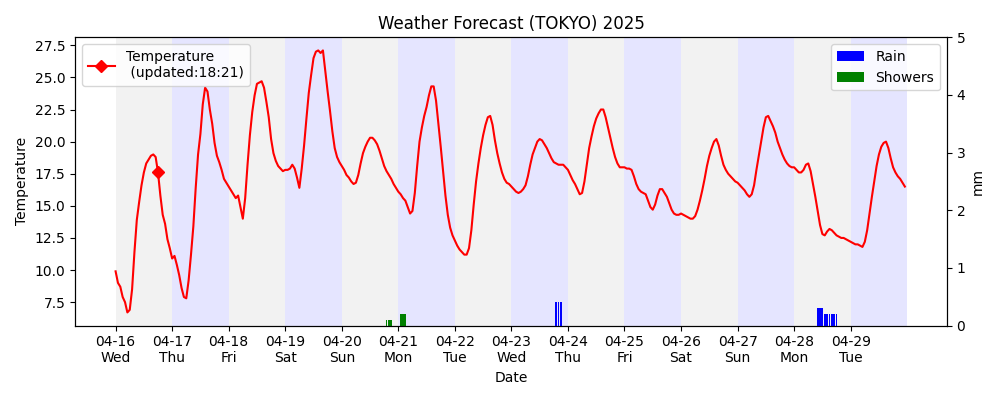 Weather Forecast (TOKYO) 2025
Temperature
(updated:18:21)
Rain
Showers
27.5
25.0
22.5
20.0
17.5
15.0
12.5
10.0
7.5
Temperature
5
4
3
2
1
0
mm
04-16 04-17 04-18 04-19 04-20 04-21 04-22 04-23 04-24 04-25 04-26 04-27 04-28 04-29
Wed Thu Fri Sat Sun Mon Tue Wed Thu Fri Sat Sun Mon Tue
Date